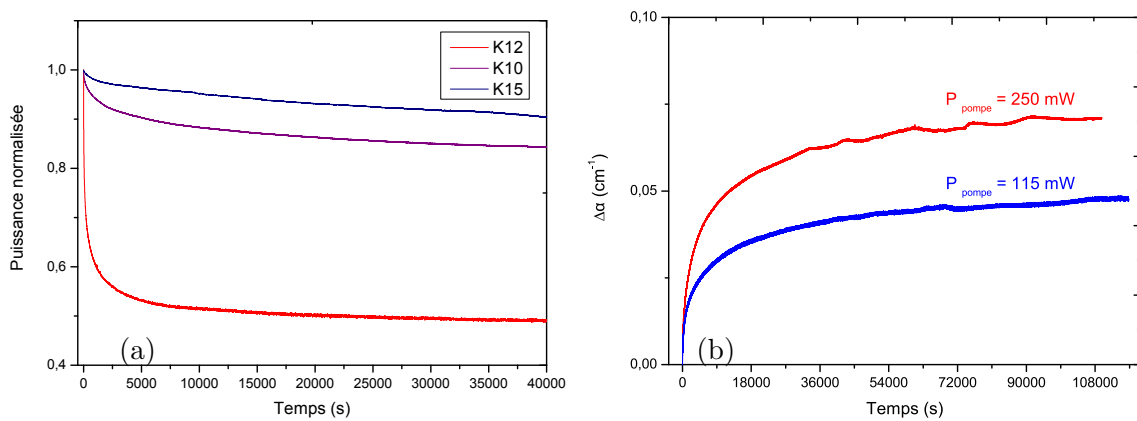 Puissance normalisée
1,0
0,8
0,6
0,4
K12
K10
K15
(a)
0 5000 10000 15000 20000 25000 30000 35000 40000
Temps (s)
Δα (cm⁻¹)
0,10
0,05
0,00
P pompe = 250 mW
P pompe = 115 mW
(b)
0 18000 36000 54000 72000 90000 108000
Temps (s)